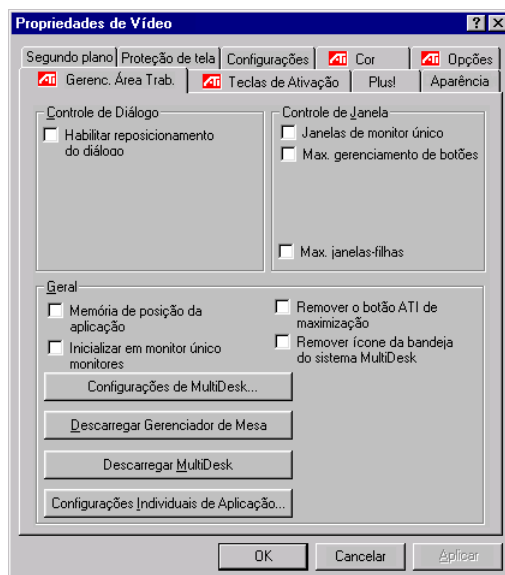 Propriedades de Vídeo
Segundo plano Proteção de tela Configurações ATI Cor ATI Opções
ATI Gerenc. Área Trab. ATI Teclas de Ativação Plus! Aparência
Controle de Diálogo
Habilitar reposicionamento
do diálogo
Controle de Janela
Janelas de monitor único
Max. gerenciamento de botões
Max. janelas-filhas
Geral
Memória de posição da
aplicação
Inicializar em monitor único
monitores
Remover o botão ATI de
maximização
Remover ícone da bandeja
do sistema MultiDesk
Configurações de MultiDesk...
Descarregar Gerenciador de Mesa
Descarregar MultiDesk
Configurações Individuais de Aplicação...
OK Cancelar Aplicar